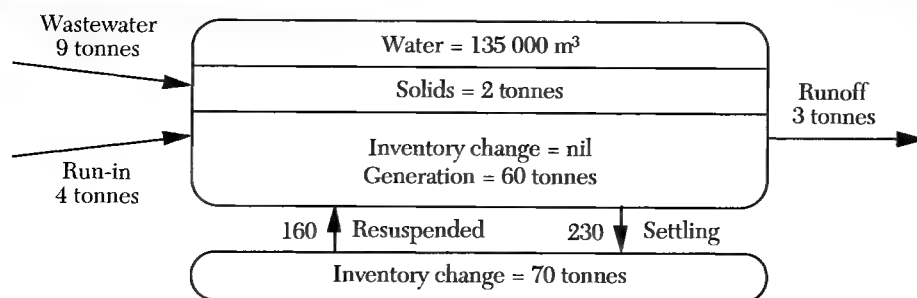 Wastewater
9 tonnes
Water = 135 000 m³
Solids = 2 tonnes
Runoff
3 tonnes
Inventory change = nil
Generation = 60 tonnes
Run-in
4 tonnes
160 Resuspended 230 Settling
Inventory change = 70 tonnes